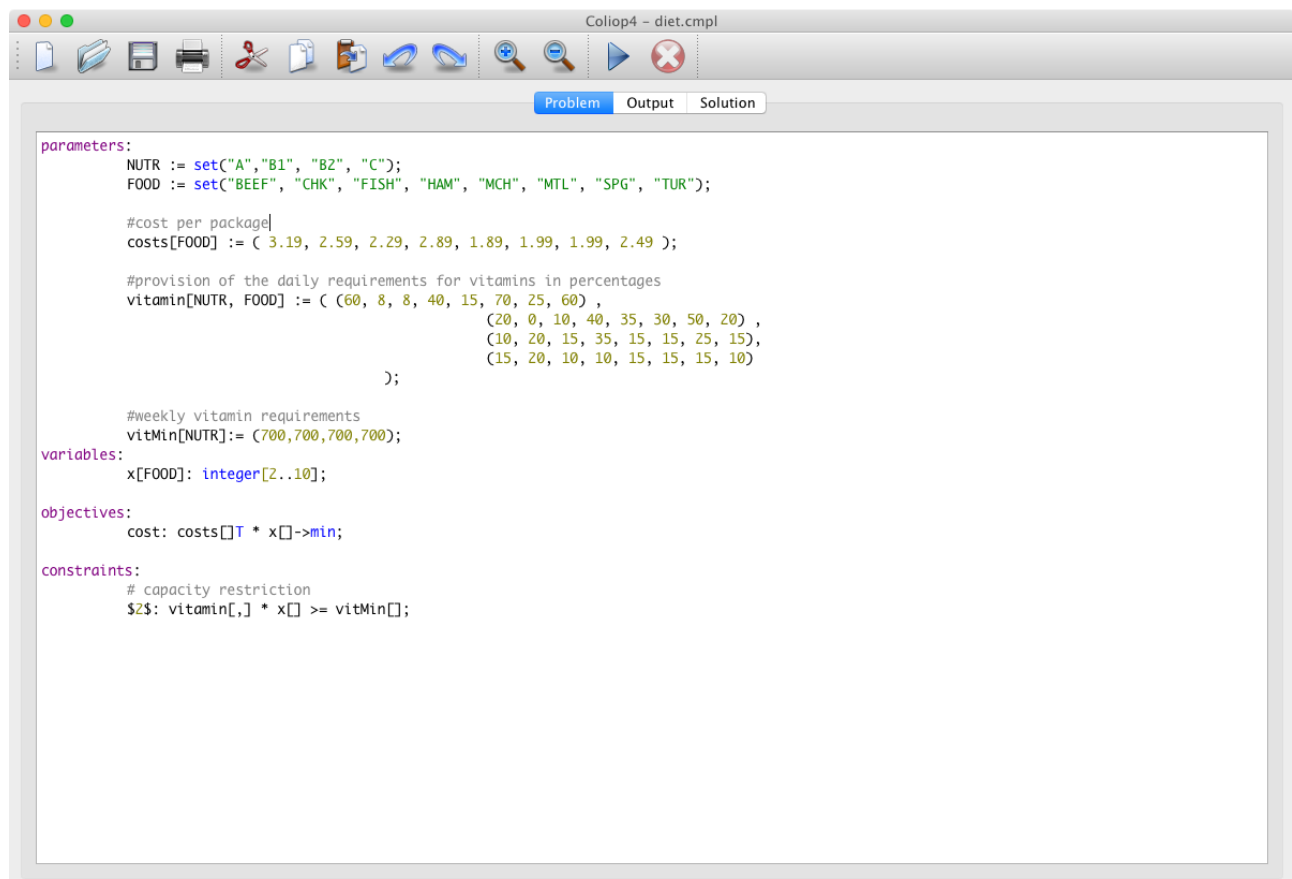 Coliop4 – diet.cmpl
Problem Output Solution
parameters:
NUTR := set("A","B1", "B2", "C");
FOOD := set("BEEF", "CHK", "FISH", "HAM", "MCH", "MTL", "SPG", "TUR");
#cost per package
costs[FOOD] := ( 3.19, 2.59, 2.29, 2.89, 1.89, 1.99, 1.99, 2.49 );
#provision of the daily requirements for vitamins in percentages
vitamin[NUTR, FOOD] := ( (60, 8, 8, 40, 15, 70, 25, 60) ,
(20, 0, 10, 40, 35, 30, 50, 20) ,
(10, 20, 15, 35, 15, 15, 25, 15),
(15, 20, 10, 10, 15, 15, 15, 10)
);
#weekly vitamin requirements
vitMin[NUTR]:= (700,700,700,700);
variables:
x[FOOD]: integer[2..10];
objectives:
cost: costs[]T * x[]->min;
constraints:
# capacity restriction
$2$: vitamin[,] * x[] >= vitMin[];